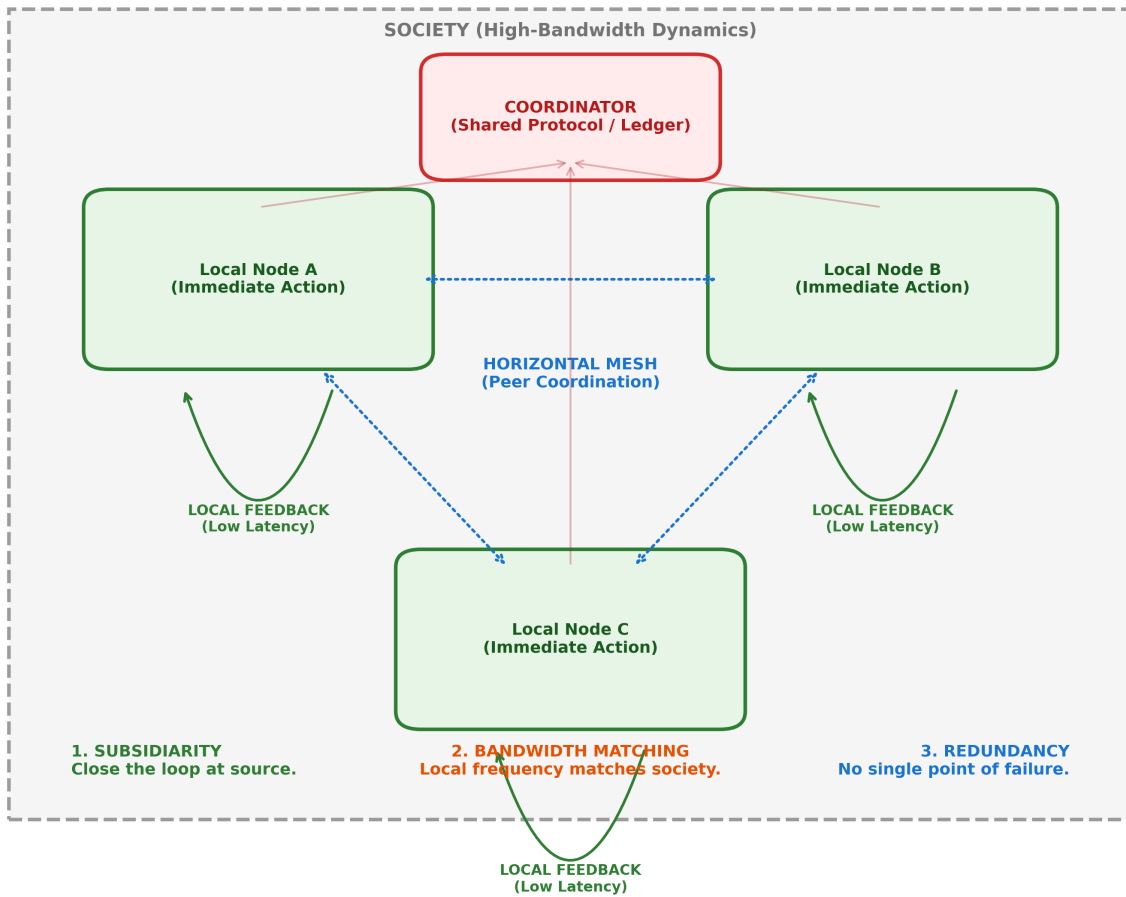 SOCIETY (High-Bandwidth Dynamics)
COORDINATOR
(Shared Protocol / Ledger)
Local Node A
(Immediate Action)
Local Node B
(Immediate Action)
HORIZONTAL MESH
(Peer Coordination)
LOCAL FEEDBACK
(Low Latency)
LOCAL FEEDBACK
(Low Latency)
Local Node C
(Immediate Action)
1. SUBSIDIARITY
Close the loop at source.
2. BANDWIDTH MATCHING
Local frequency matches society.
3. REDUNDANCY
No single point of failure.
LOCAL FEEDBACK
(Low Latency)